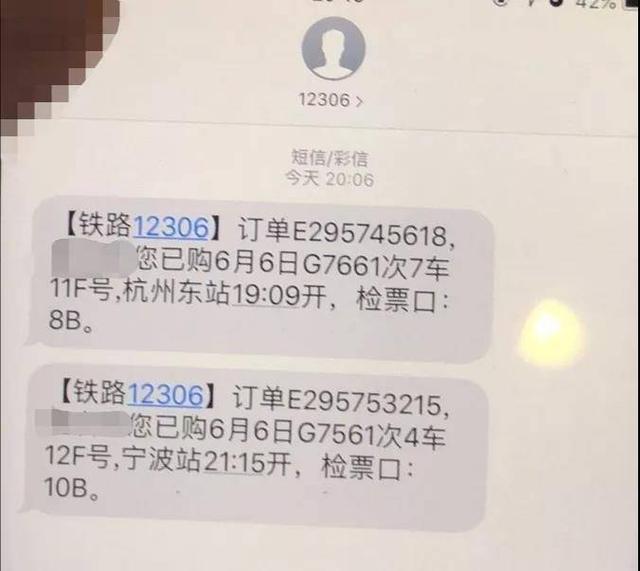 42%
12306 >
短信/彩信
今天 20:06
【铁路12306】订单E295745618,
您已购6月6日G7661次7车
11F号,杭州东站19:09开，检票口：
8B。
【铁路12306】订单E295753215,
您已购6月6日G7561次4车
12F号,宁波站21:15开，检票口：
10B。